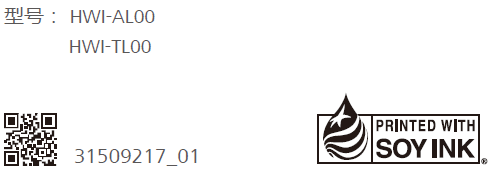 型号： HWI-AL00
HWI-TL00
31509217_01
PRINTED WITH
SOY INK®